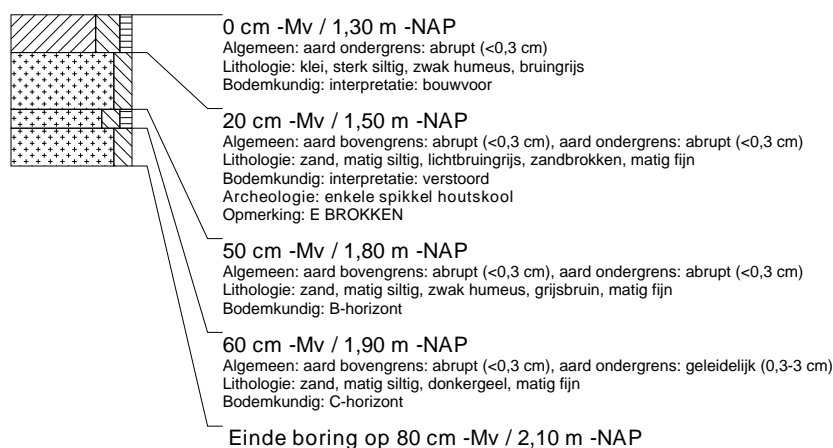 0 cm -Mv / 1,30 m -NAP
Algemeen: aard ondergrens: abrupt (<0,3 cm)
Lithologie: klei, sterk siltig, zwak humeus, bruingrijs
Bodemkundig: interpretatie: bouwvoor
20 cm -Mv / 1,50 m -NAP
Algemeen: aard bovengrens: abrupt (<0,3 cm), aard ondergrens: abrupt (<0,3 cm)
Lithologie: zand, matig siltig, lichtbruingrijs, zandbrokken, matig fijn
Bodemkundig: interpretatie: verstoord
Archeologie: enkele spikkel houtskool
Opmerking: E BROKKEN
50 cm -Mv / 1,80 m -NAP
Algemeen: aard bovengrens: abrupt (<0,3 cm), aard ondergrens: abrupt (<0,3 cm)
Lithologie: zand, matig siltig, zwak humeus, grijsbruin, matig fijn
Bodemkundig: B-horizont
60 cm -Mv / 1,90 m -NAP
Algemeen: aard bovengrens: abrupt (<0,3 cm), aard ondergrens: geleidelijk (0,3-3 cm)
Lithologie: zand, matig siltig, donkergeel, matig fijn
Bodemkundig: C-horizont
Einde boring op 80 cm -Mv / 2,10 m -NAP